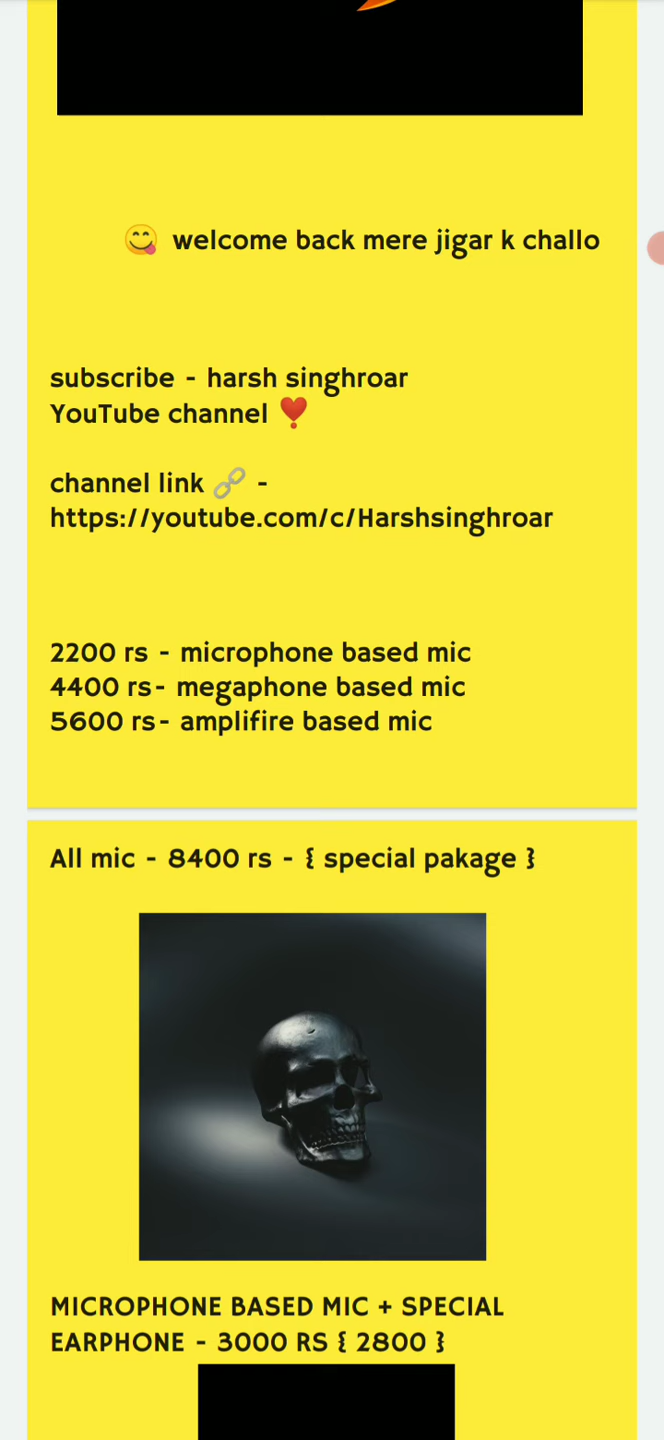 😋 welcome back mere jigar k challo
subscribe - harsh singhroar
YouTube channel ❣️
channel link 🔗 -
https://youtube.com/c/Harshsinghroar
2200 rs - microphone based mic
4400 rs- megaphone based mic
5600 rs- amplifire based mic
All mic - 8400 rs - { special pakage }
MICROPHONE BASED MIC + SPECIAL
EARPHONE - 3000 RS { 2800 }